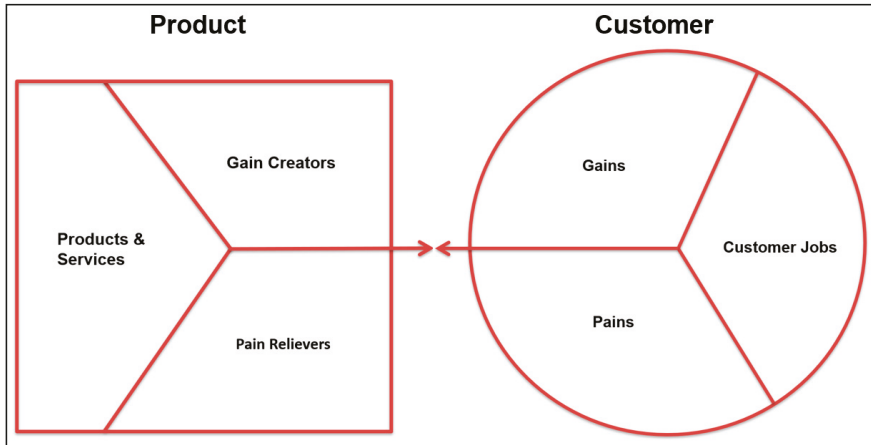 Product
Customer
Gain Creators
Gains
Products &
Services
Customer Jobs
Pains
Pain Relievers